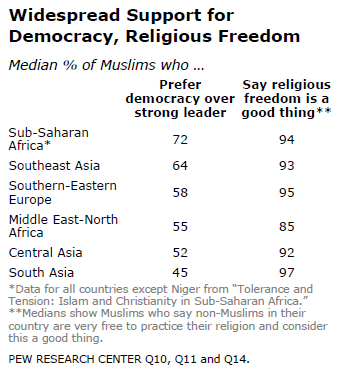 Widespread Support for
Democracy, Religious Freedom
Median % of Muslims who …
Prefer democracy over strong leader
Say religious freedom is a good thing**
Sub-Saharan Africa* 72 94
Southeast Asia 64 93
Southern-Eastern Europe 58 95
Middle East-North Africa 55 85
Central Asia 52 92
South Asia 45 97
*Data for all countries except Niger from “Tolerance and
Tension: Islam and Christianity in Sub-Saharan Africa.”
**Medians show Muslims who say non-Muslims in their
country are very free to practice their religion and consider
this a good thing.
PEW RESEARCH CENTER Q10, Q11 and Q14.